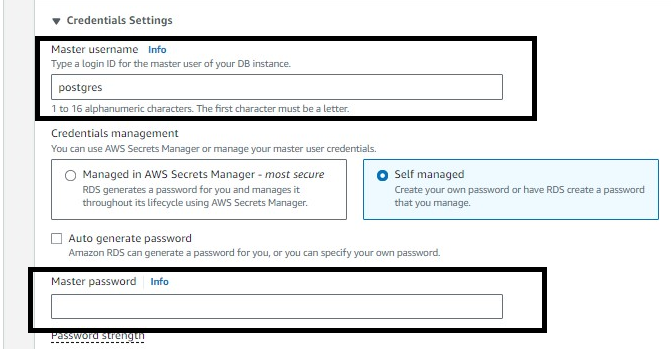 Credentials Settings
Master username Info
Type a login ID for the master user of your DB instance.
postgres
1 to 16 alphanumeric characters. The first character must be a letter.
Credentials management
You can use AWS Secrets Manager or manage your master user credentials.
Managed in AWS Secrets Manager - most secure
RDS generates a password for you and manages it
throughout its lifecycle using AWS Secrets Manager.
Self managed
Create your own password or have RDS create a password
that you manage.
Auto generate password
Amazon RDS can generate a password for you, or you can specify your own password.
Master password Info
Password strength